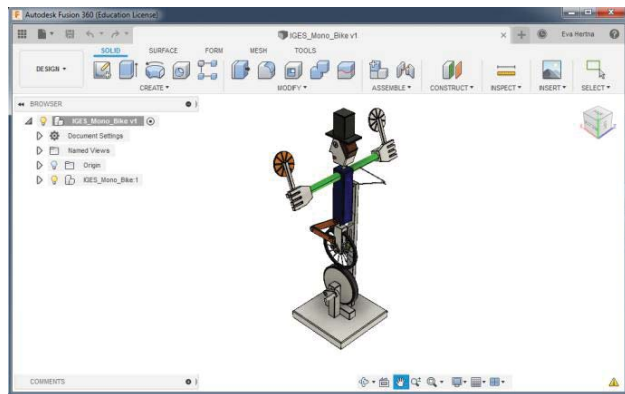 Autodesk Fusion 360 (Education License)
IGES_Mono_Bike v1
Eva Hertna
SOLID SURFACE FORM MESH TOOLS
DESIGN
CREATE MODIFY ASSEMBLE CONSTRUCT INSPECT INSERT SELECT
BROWSER
IGES_Mono_Bike v1
Document Settings
Named Views
Origin
IGES_Mono_Bike:1
COMMENTS